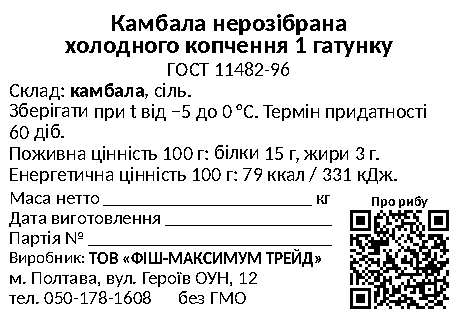 Камбала нерозібрана
холодного копчення 1 гатунку
ГОСТ 11482-96
Склад: камбала, сіль.
Зберігати при t від −5 до 0 °С. Термін придатності
60 діб.
Поживна цінність 100 г: білки 15 г, жири 3 г.
Енергетична цінність 100 г: 79 ккал / 331 кДж.
Маса нетто ______________________ кг
Дата виготовлення __________________
Партія № __________________________
Про рибу
Виробник: ТОВ «ФІШ-МАКСИМУМ ТРЕЙД»
м. Полтава, вул. Героїв ОУН, 12
тел. 050-178-1608 без ГМО